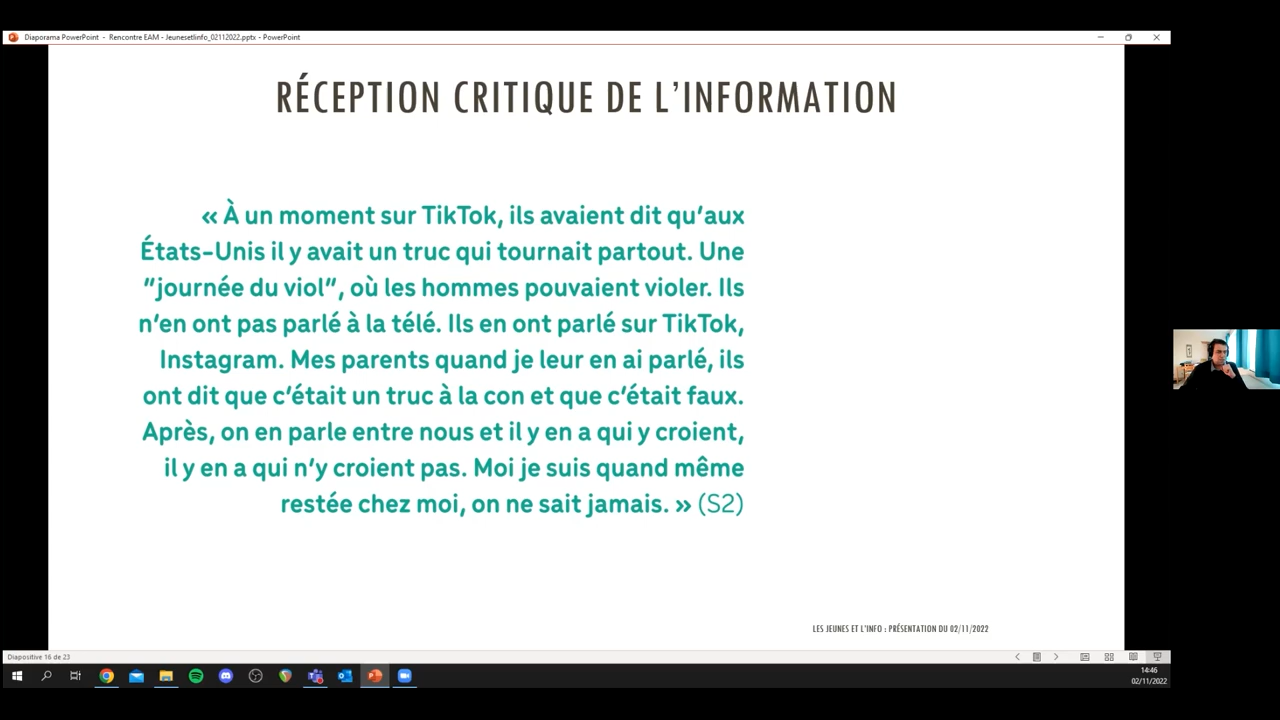 Diaporama PowerPoint - Rencontre EAM - Jeunesetlinfo_02112022.pptx - PowerPoint
RÉCEPTION CRITIQUE DE L'INFORMATION
« À un moment sur TikTok, ils avaient dit qu'aux
États-Unis il y avait un truc qui tournait partout. Une
"journée du viol", où les hommes pouvaient violer. Ils
n'en ont pas parlé à la télé. Ils en ont parlé sur TikTok,
Instagram. Mes parents quand je leur en ai parlé, ils
ont dit que c'était un truc à la con et que c'était faux.
Après, on en parle entre nous et il y en a qui y croient,
il y en a qui n'y croient pas. Moi je suis quand même
restée chez moi, on ne sait jamais. » (S2)
LES JEUNES ET L'INFO : PRÉSENTATION DU 02/11/2022
Diapositive 16 de 23
14:46
02/11/2022